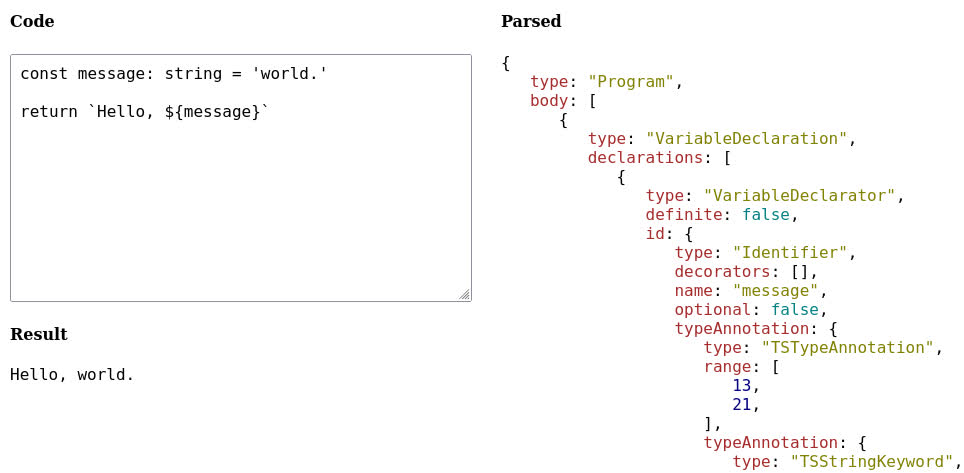 Code
const message: string = 'world.'
return `Hello, ${message}`
Result
Hello, world.
Parsed
{
type: "Program",
body: [
{
type: "VariableDeclaration",
declarations: [
{
type: "VariableDeclarator",
definite: false,
id: {
type: "Identifier",
decorators: [],
name: "message",
optional: false,
typeAnnotation: {
type: "TSTypeAnnotation",
range: [
13,
21,
],
typeAnnotation: {
type: "TSStringKeyword",